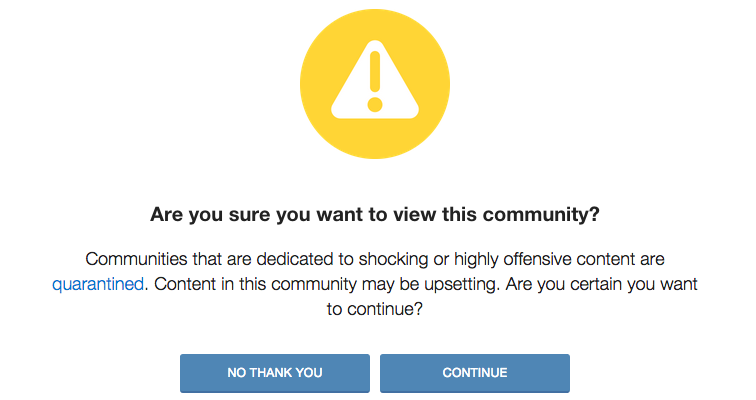 Are you sure you want to view this community?
Communities that are dedicated to shocking or highly offensive content are
quarantined. Content in this community may be upsetting. Are you certain you want
to continue?
NO THANK YOU
CONTINUE